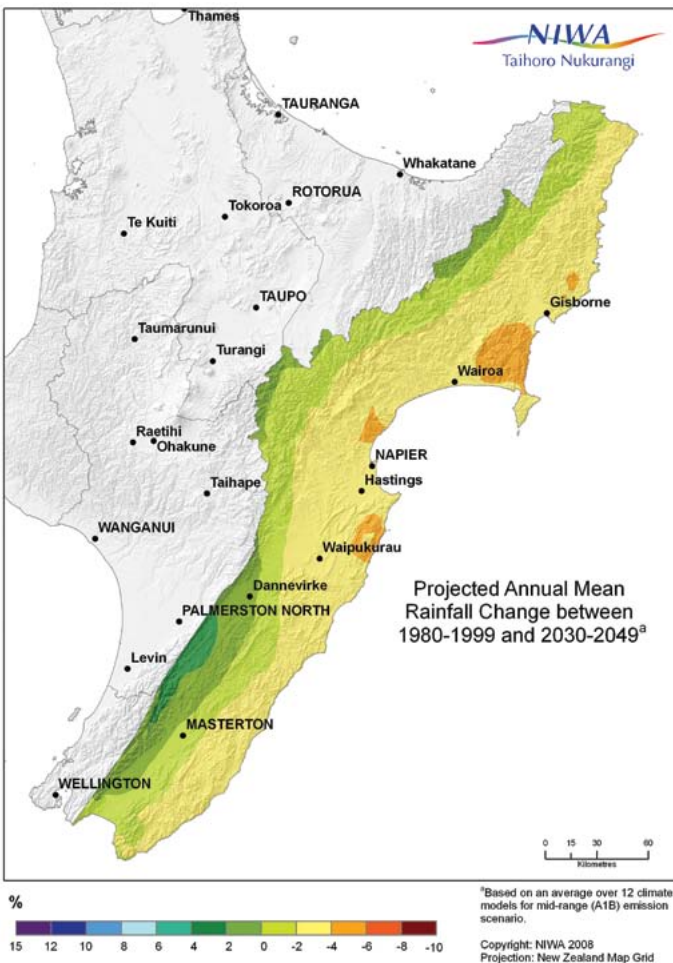 Thames
NIWA
Taihoro Nukurangi
TAURANGA
Whakatane
ROTORUA
Tokoroa
Te Kuiti
TAUPO
Gisborne
Taumarunui
Turangi
Wairoa
Raetihi
Ohakune
NAPIER
Hastings
Taihape
WANGANUI
Waipukurau
Dannevirke
Projected Annual Mean
Rainfall Change between
1980-1999 and 2030-2049ᵃ
PALMERSTON NORTH
Levin
MASTERTON
WELLINGTON
0 15 30 60
Kilometres
%
15 12 10 8 6 4 2 0 -2 -4 -6 -8 -10
ᵃBased on an average over 12 climate
models for mid-range (A1B) emission
scenario.
Copyright: NIWA 2008
Projection: New Zealand Map Grid